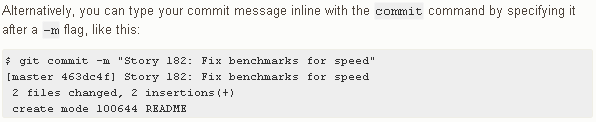 Alternatively, you can type your commit message inline with the commit command by specifying it
after a -m flag, like this:
$ git commit -m "Story 182: Fix benchmarks for speed"
[master 463dc4f] Story 182: Fix benchmarks for speed
 2 files changed, 2 insertions(+)
 create mode 100644 README